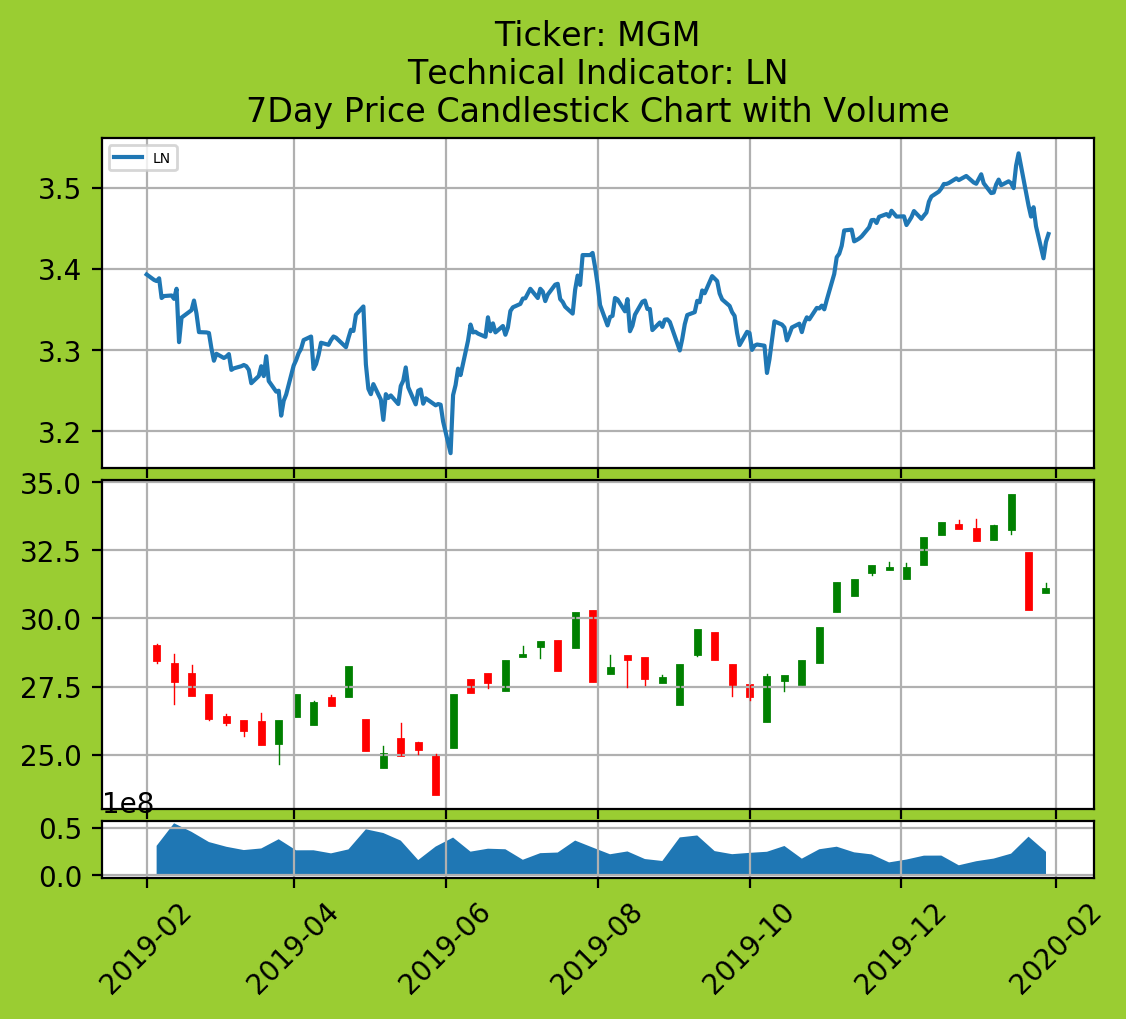 Ticker: MGM
Technical Indicator: LN
7Day Price Candlestick Chart with Volume
LN
3.5
3.4
3.3
3.2
35.0
32.5
30.0
27.5
25.0
1e8
0.5
0.0
2019-02 2019-04 2019-06 2019-08 2019-10 2019-12 2020-02